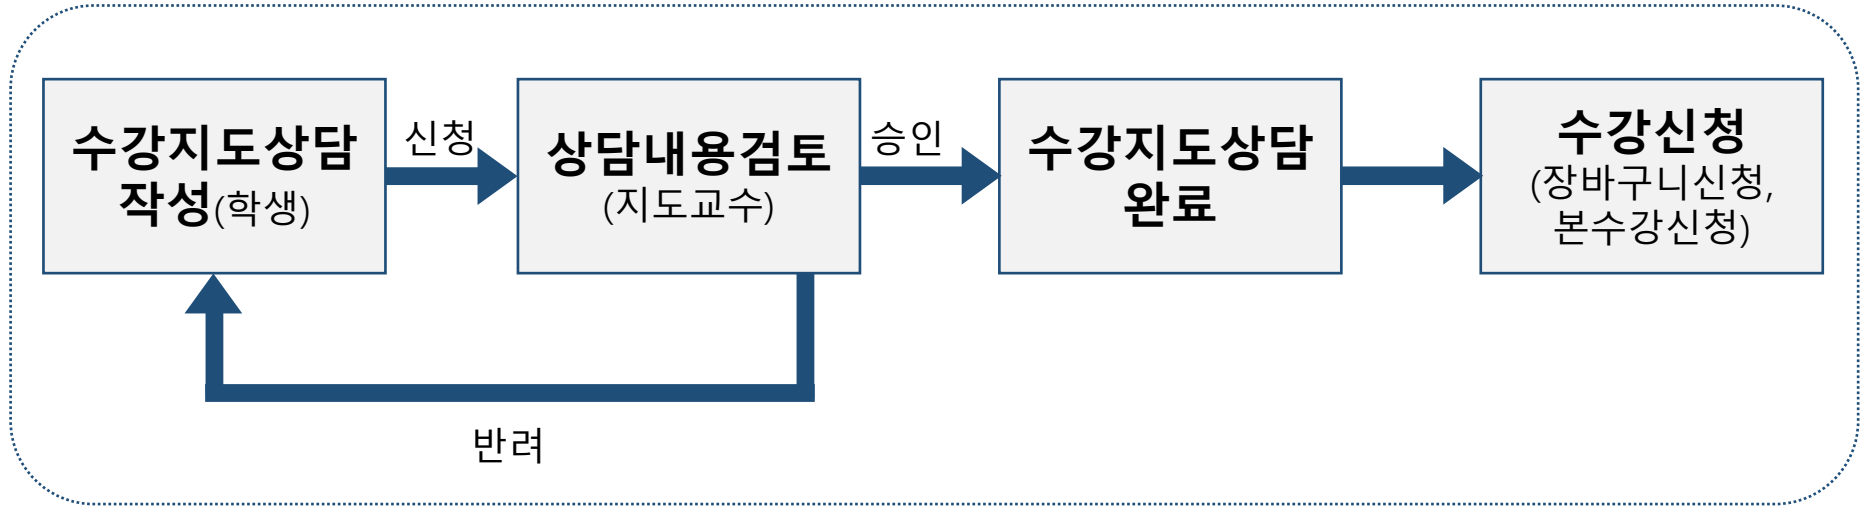 수강지도상담
작성(학생)
신청
상담내용검토
(지도교수)
승인
수강지도상담
완료
수강신청
(장바구니신청,
본수강신청)
반려